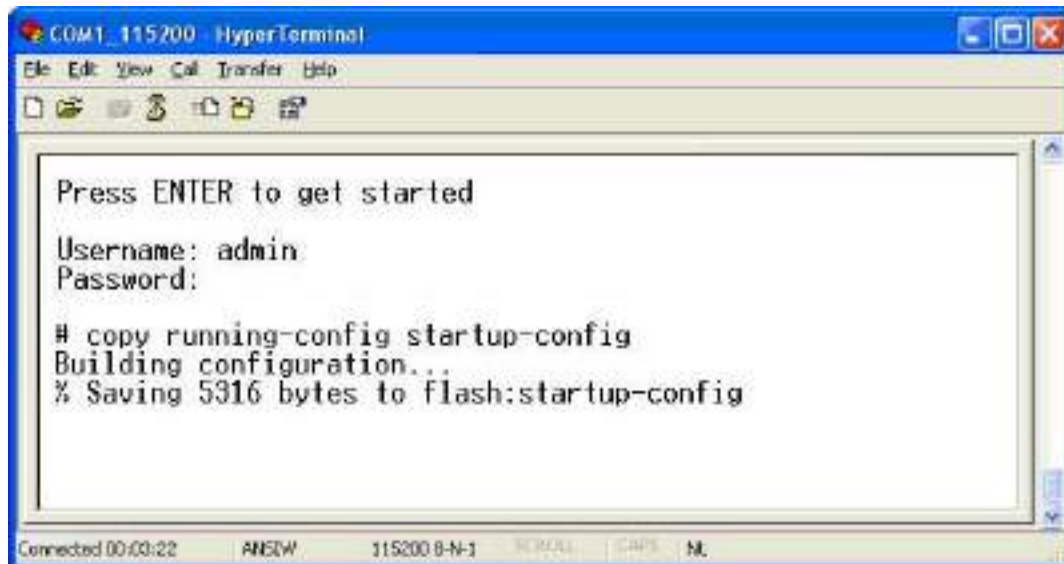 COM1_115200 - HyperTerminal
File Edit View Call Transfer Help
Press ENTER to get started
Username: admin
Password:
# copy running-config startup-config
Building configuration...
% Saving 5316 bytes to flash:startup-config
Connected 00:03:22 ANSIW 115200 8-N-1 SCROLL CAPS